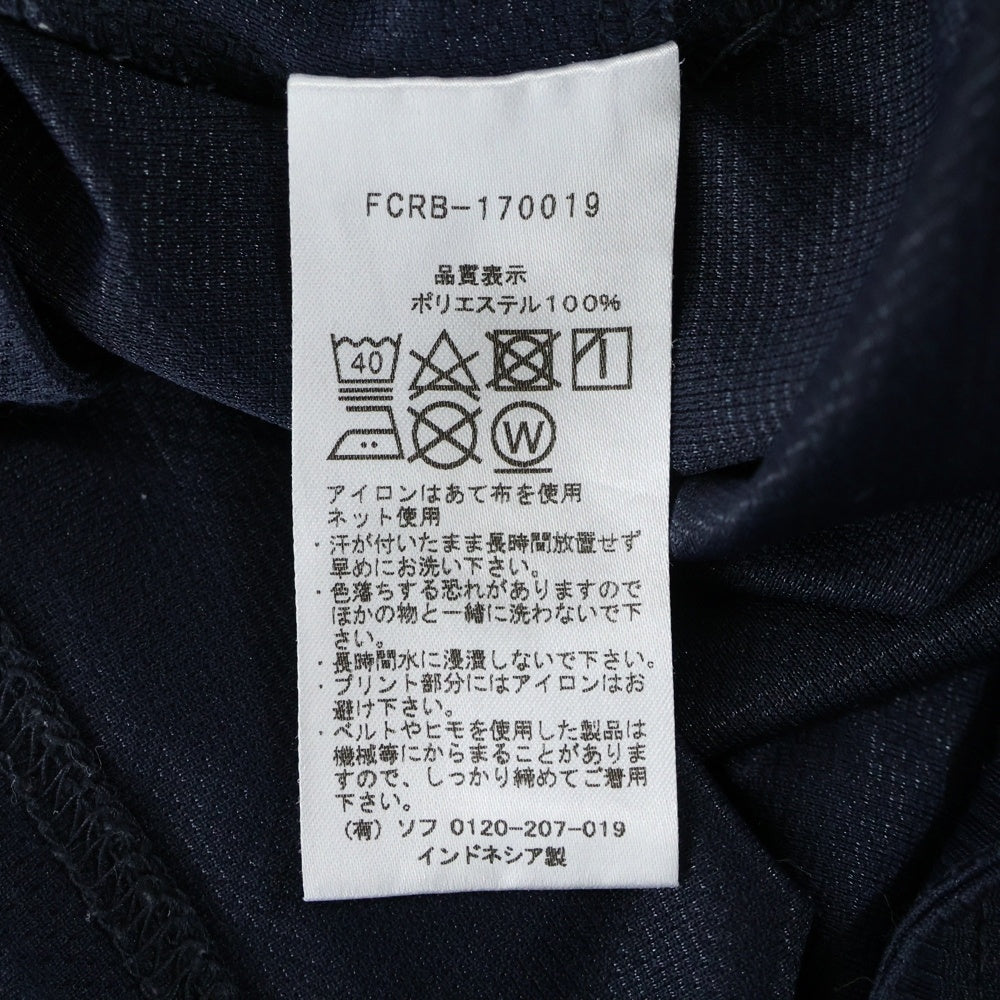 FCRB-170019
品質表示
ポリエステル100%
40
W
アイロンはあて布を使用
ネット使用
・汗が付いたまま長時間放置せず
早めにお洗い下さい。
・色落ちする恐れがありますので
ほかの物と一緒に洗わないで下
さい。
・長時間水に浸漬しないで下さい。
・プリント部分にはアイロンはお
避け下さい。
・ベルトやヒモを使用した製品は
機械等にからまることがありま
すので、しっかり締めてご着用
下さい。
(有)ソフ 0120-207-019
インドネシア製